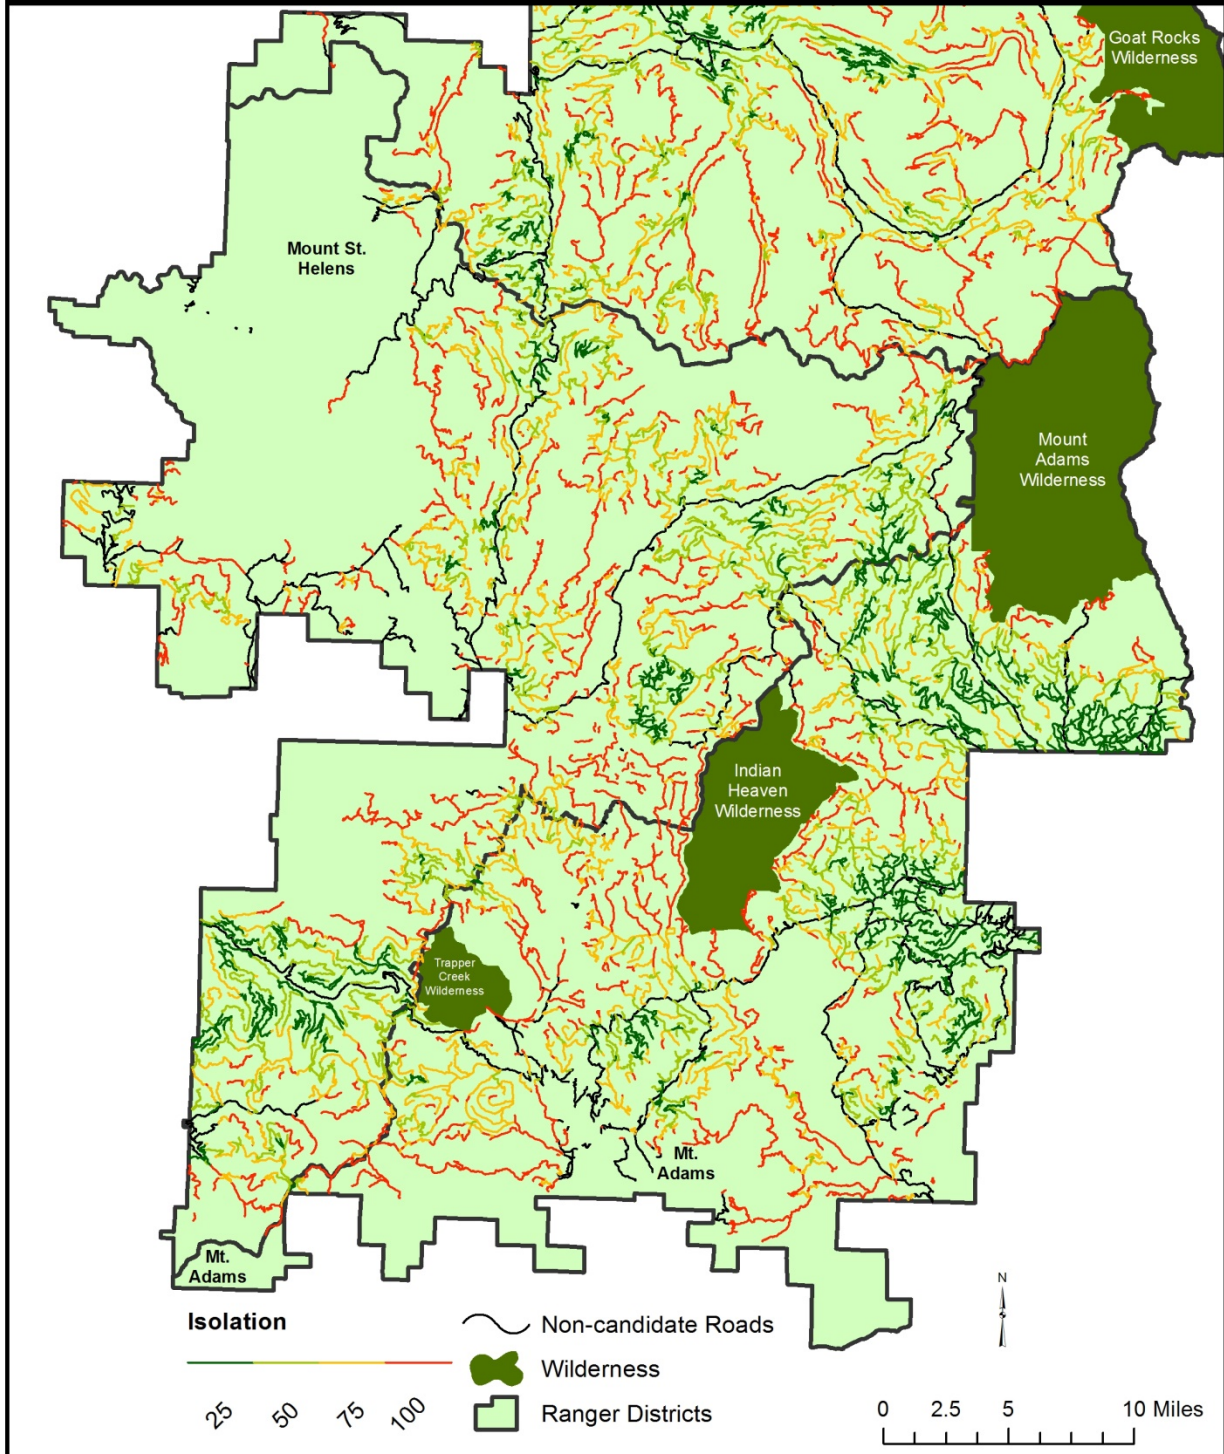 Goat Rocks
Wilderness
Mount St.
Helens
Mount
Adams
Wilderness
Indian
Heaven
Wilderness
Trapper
Creek
Wilderness
Mt.
Adams
Mt.
Adams
Isolation
25 50 75 100
Non-candidate Roads
Wilderness
Ranger Districts
N
0 2.5 5 10 Miles